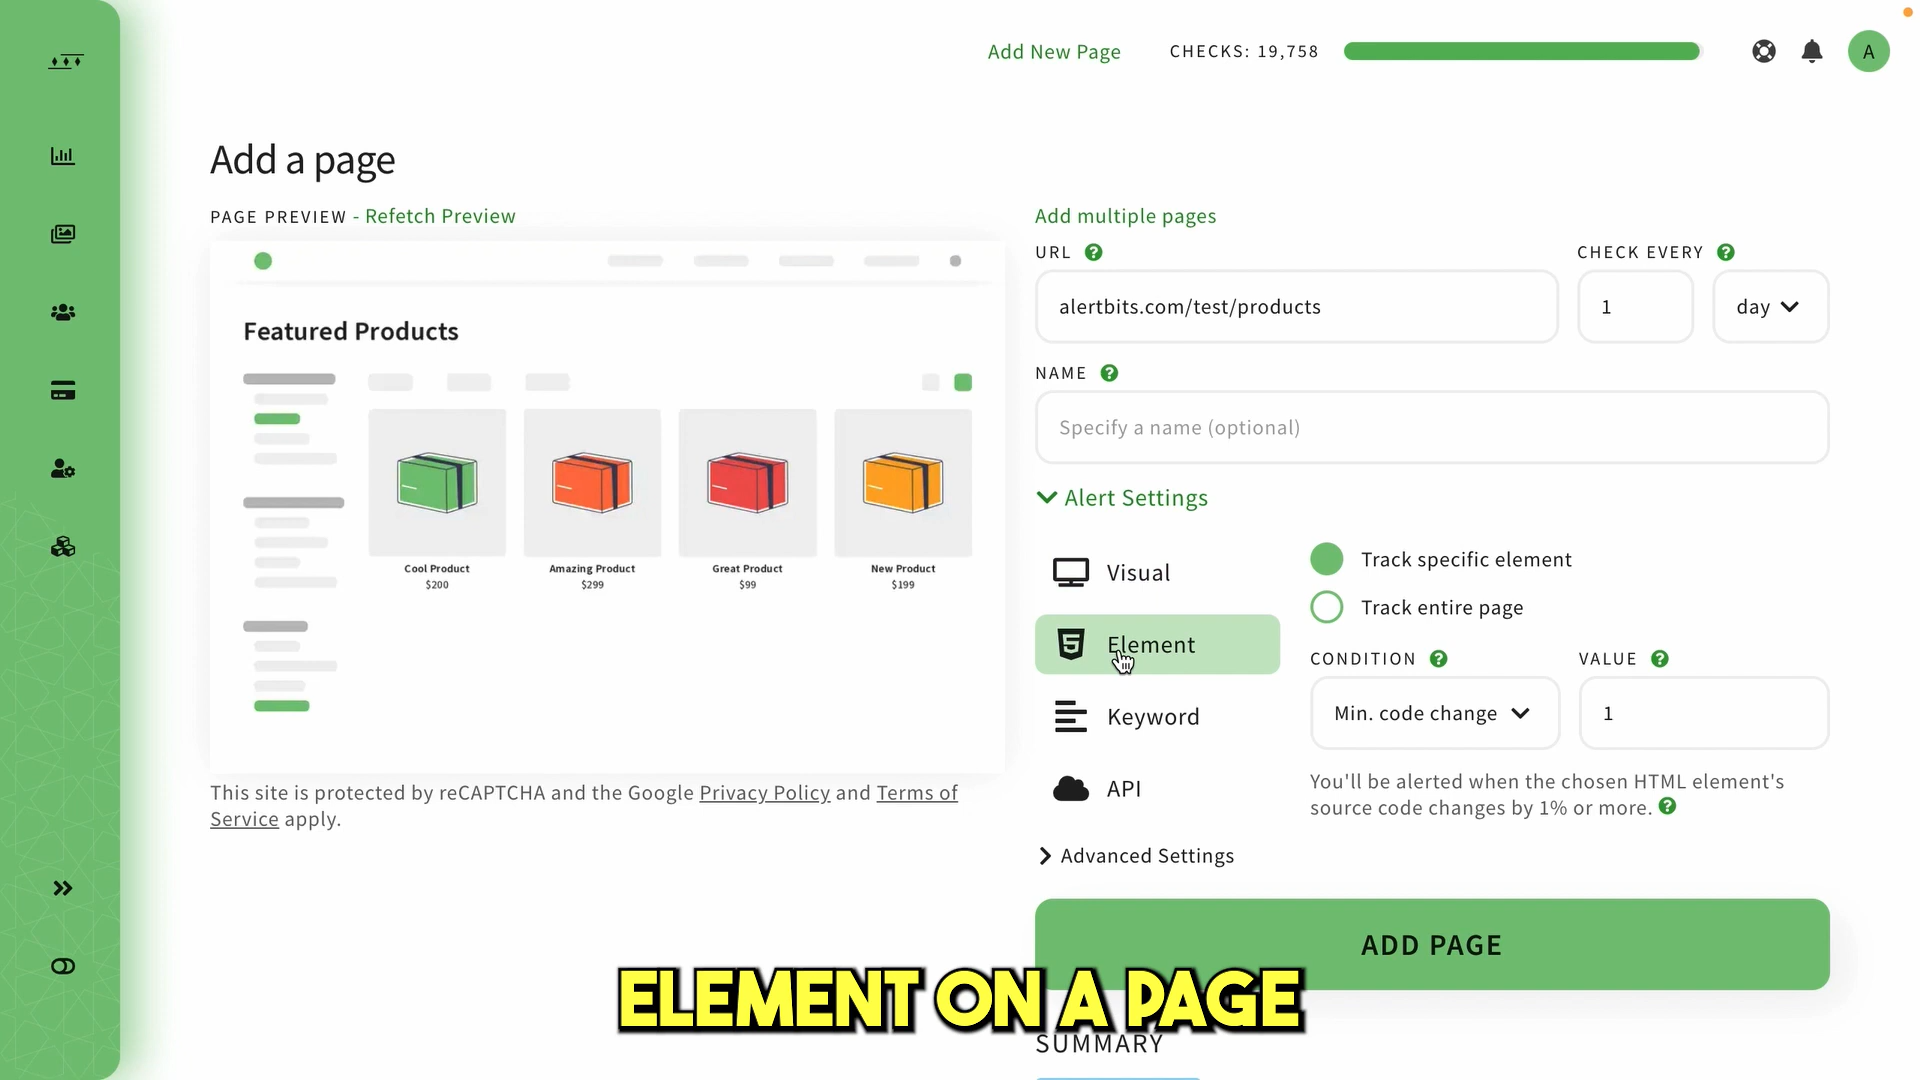 Add New Page
CHECKS: 19,758
A
Add a page
PAGE PREVIEW - Refetch Preview
Featured Products
Cool Product
$200
Amazing Product
$299
Great Product
$99
New Product
$199
This site is protected by reCAPTCHA and the Google Privacy Policy and Terms of
Service apply.
Add multiple pages
URL ?
CHECK EVERY ?
alertbits.com/test/products
1
day
NAME ?
Specify a name (optional)
Alert Settings
Visual
Element
Keyword
API
Track specific element
Track entire page
CONDITION ?
VALUE ?
Min. code change
1
You'll be alerted when the chosen HTML element's
source code changes by 1% or more. ?
Advanced Settings
ADD PAGE
ELEMENT ON A PAGE
SUMMARY